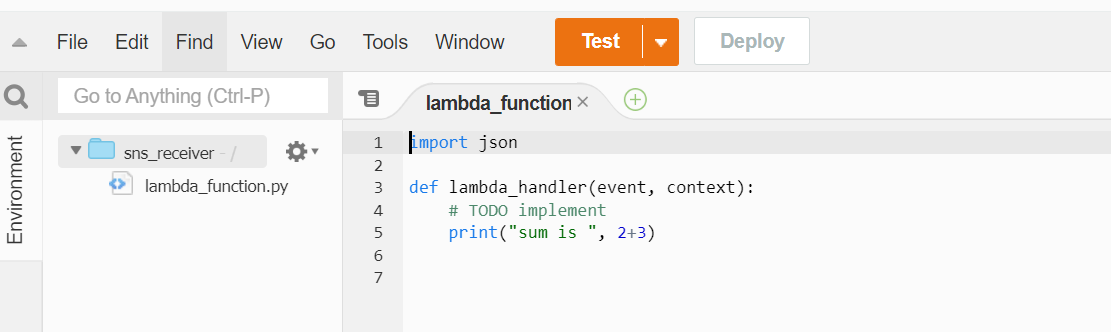 File Edit Find View Go Tools Window Test Deploy
Go to Anything (Ctrl-P)
lambda_function
Environment
sns_receiver - /
lambda_function.py
1 import json
2
3 def lambda_handler(event, context):
4 # TODO implement
5 print("sum is ", 2+3)
6
7